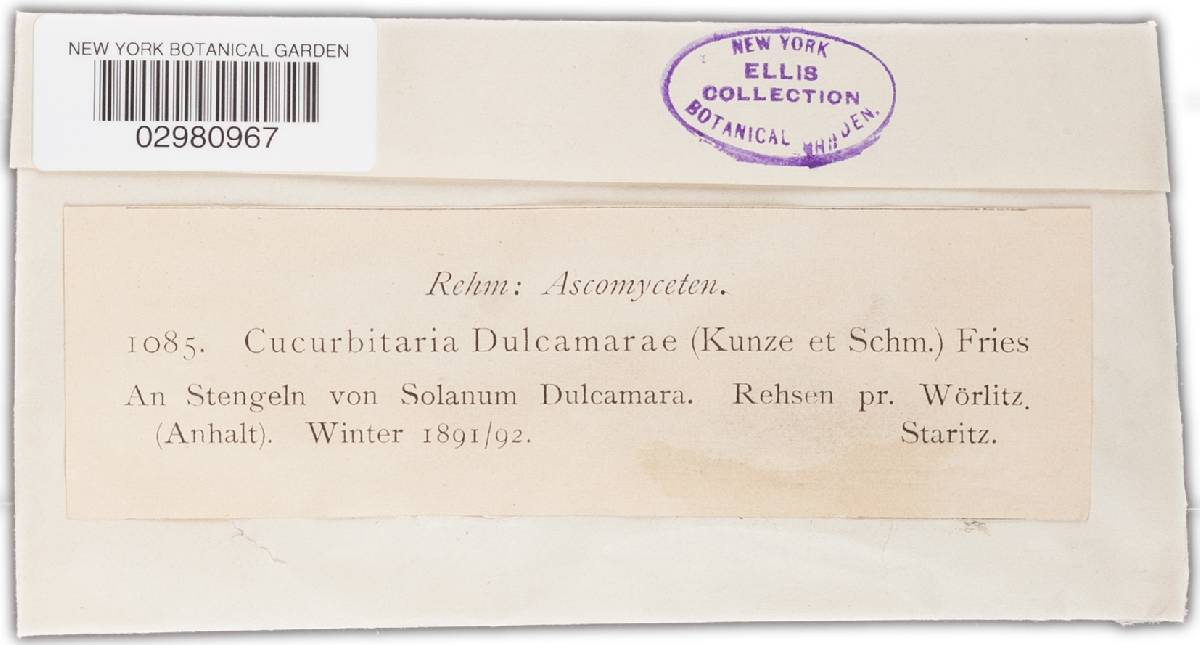 NEW YORK BOTANICAL GARDEN
02980967
NEW YORK
ELLIS
COLLECTION
BOTANICAL GARDEN.
Rehm: Ascomyceten.
1085. Cucurbitaria Dulcamarae (Kunze et Schm.) Fries
An Stengeln von Solanum Dulcamara. Rehsen pr. Wörlitz.
(Anhalt). Winter 1891/92. Staritz.